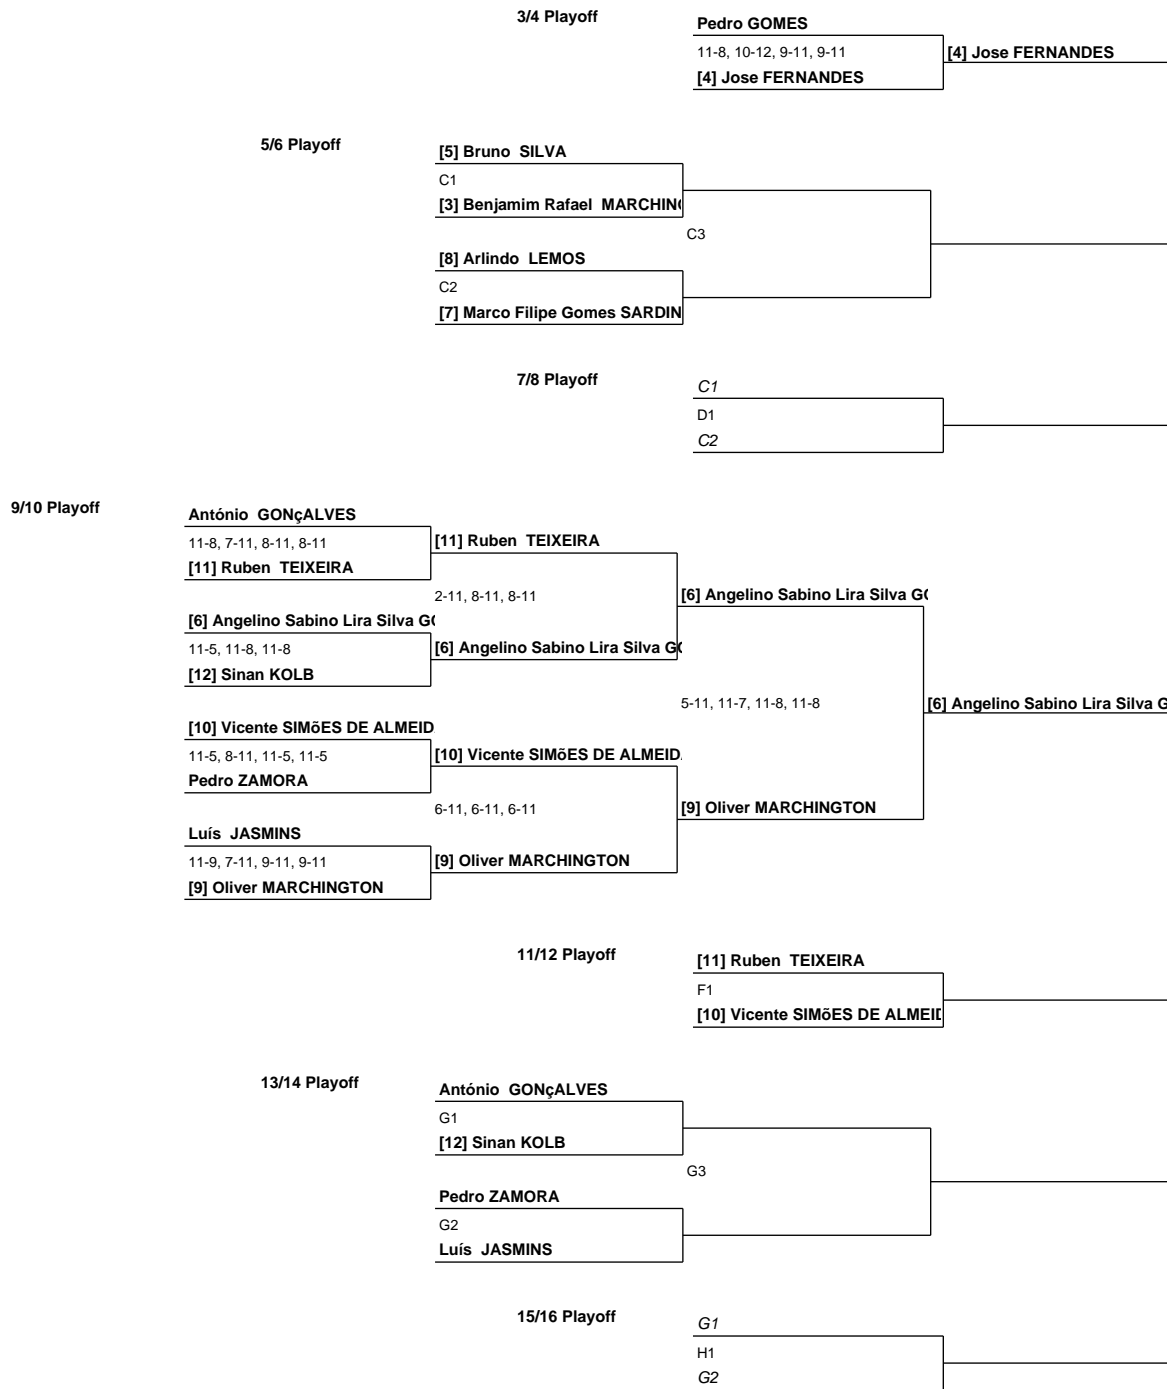 3/4 Playoff
Pedro GOMES
11-8, 10-12, 9-11, 9-11
[4] Jose FERNANDES
[4] Jose FERNANDES
5/6 Playoff
[5] Bruno SILVA
C1
[3] Benjamim Rafael MARCHIN
C3
[8] Arlindo LEMOS
C2
[7] Marco Filipe Gomes SARDIN
7/8 Playoff
C1
D1
C2
9/10 Playoff
António GONçALVES
11-8, 7-11, 8-11, 8-11
[11] Ruben TEIXEIRA
[11] Ruben TEIXEIRA
2-11, 8-11, 8-11
[6] Angelino Sabino Lira Silva G
[6] Angelino Sabino Lira Silva G
11-5, 11-8, 11-8
[6] Angelino Sabino Lira Silva G
[12] Sinan KOLB
5-11, 11-7, 11-8, 11-8
[6] Angelino Sabino Lira Silva G
[10] Vicente SIMõES DE ALMEID
11-5, 8-11, 11-5, 11-5
[10] Vicente SIMõES DE ALMEID
Pedro ZAMORA
6-11, 6-11, 6-11
[9] Oliver MARCHINGTON
Luís JASMINS
11-9, 7-11, 9-11, 9-11
[9] Oliver MARCHINGTON
[9] Oliver MARCHINGTON
11/12 Playoff
[11] Ruben TEIXEIRA
F1
[10] Vicente SIMõES DE ALMEI
13/14 Playoff
António GONçALVES
G1
[12] Sinan KOLB
G3
Pedro ZAMORA
G2
Luís JASMINS
15/16 Playoff
G1
H1
G2